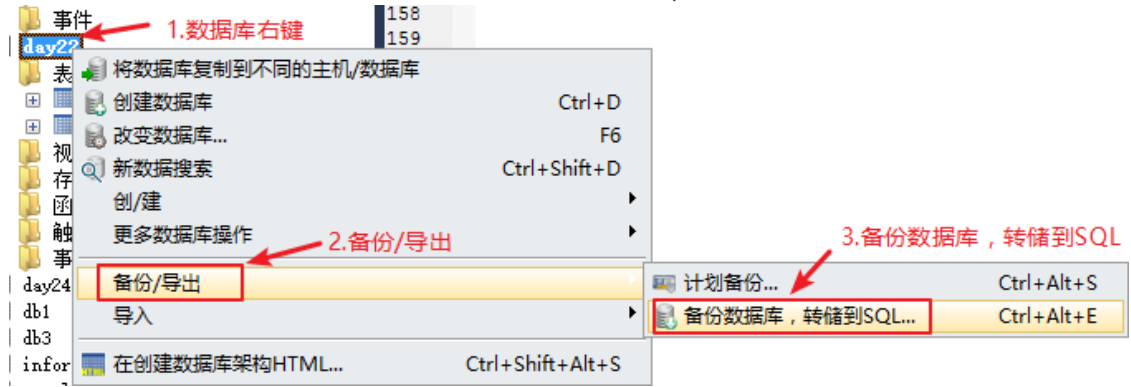 事件
158
1.数据库右键
159
day22
表
将数据库复制到不同的主机/数据库
创建数据库 Ctrl+D
改变数据库... F6
视
新数据搜索 Ctrl+Shift+D
存
创/建
函
触
更多数据库操作
2.备份/导出
3.备份数据库，转储到SQL
事
day24
备份/导出
计划备份... Ctrl+Alt+S
db1
导入
备份数据库，转储到SQL... Ctrl+Alt+E
db3
infor
在创建数据库架构HTML... Ctrl+Shift+Alt+S